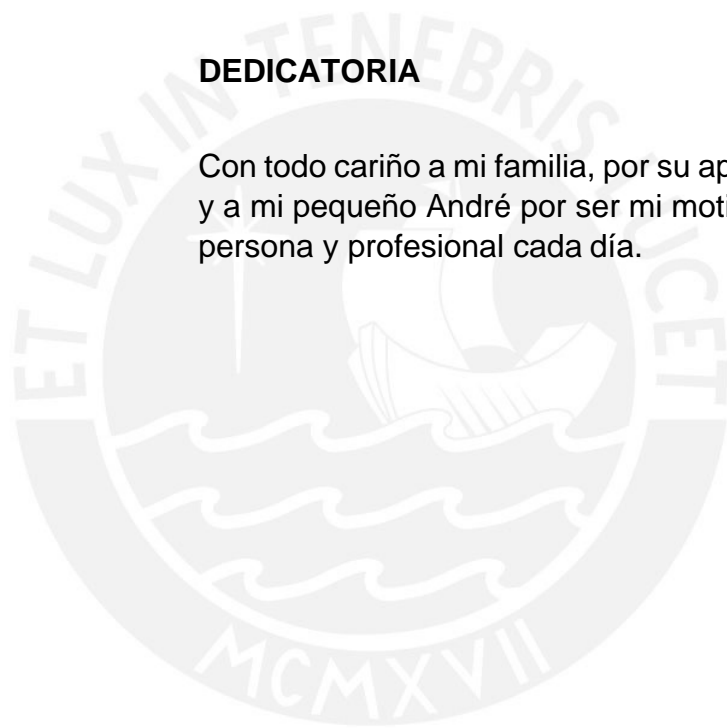 DEDICATORIA
Con todo cariño a mi familia, por su
y a mi pequeño André por ser mi
persona y profesional cada día.
ET LUX IN TENEBRIS LUCET
MCMXVII